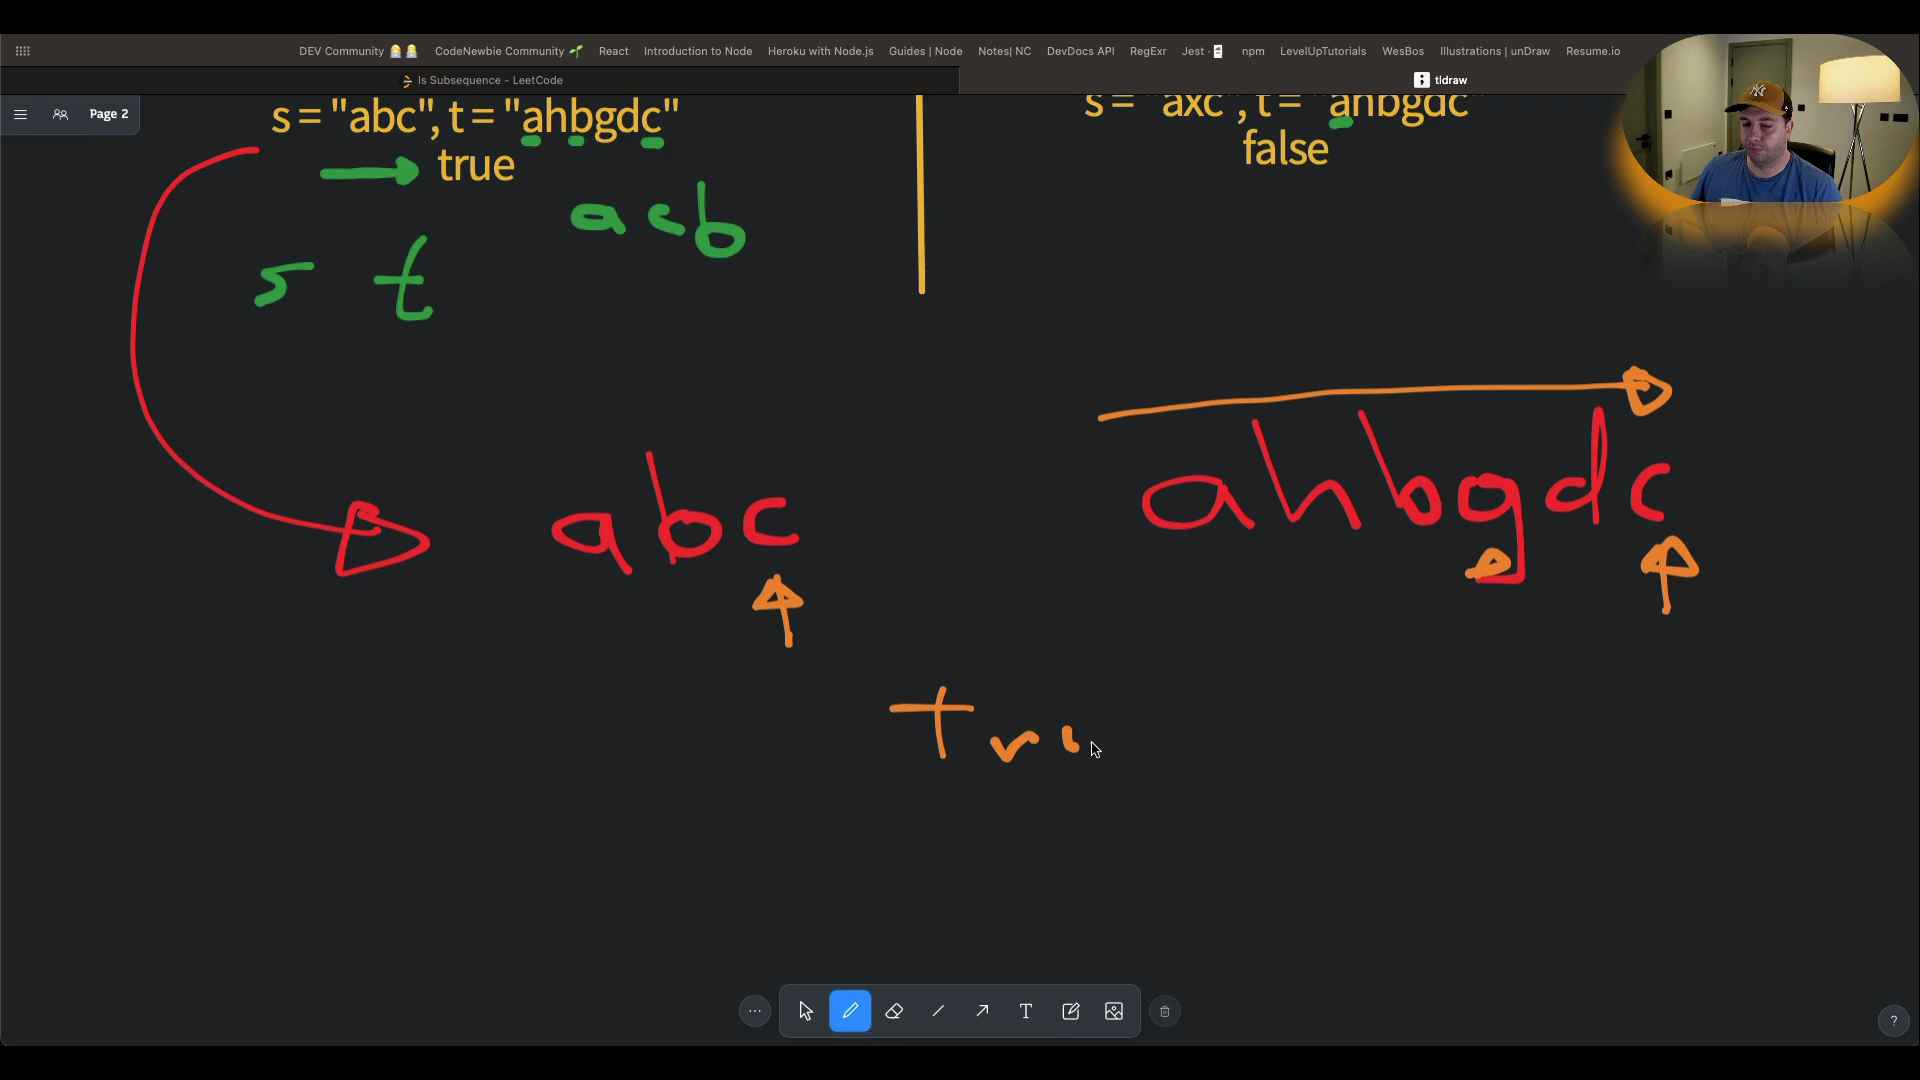 DEV Community 👩‍💻👩‍💻 CodeNewbie Community 🌱 React Introduction to Node Heroku with Node.js Guides | Node Notes| NC DevDocs API RegExr Jest · 🃏 npm LevelUpTutorials WesBos Illustrations | unDraw Resume.io
Is Subsequence - LeetCode
tldraw
Page 2
s = "abc", t = "ahbgdc"
true
s = "axc", t = "ahbgdc"
false
a c b
s t
a b c
a h b g d c
T r u
T
?